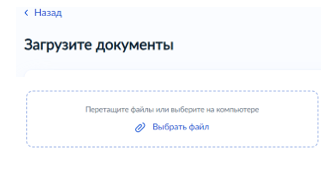 Назад
Загрузите документы
Перетащите файлы или выберите на компьютере
Выбрать файл